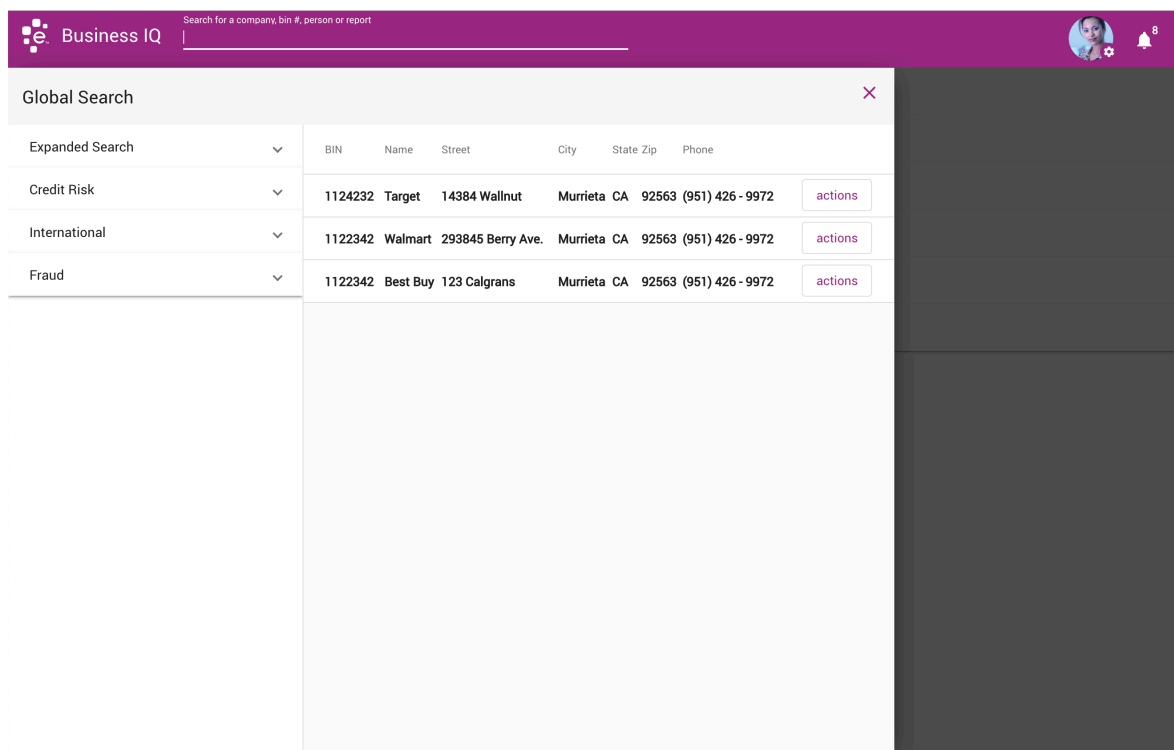 Search for a company, bin #, person or report
e Business IQ
8
Global Search
Expanded Search
Credit Risk
International
Fraud
BIN Name Street City State Zip Phone
1124232 Target 14384 Wallnut Murrieta CA 92563 (951) 426 - 9972 actions
1122342 Walmart 293845 Berry Ave. Murrieta CA 92563 (951) 426 - 9972 actions
1122342 Best Buy 123 Calgrans Murrieta CA 92563 (951) 426 - 9972 actions